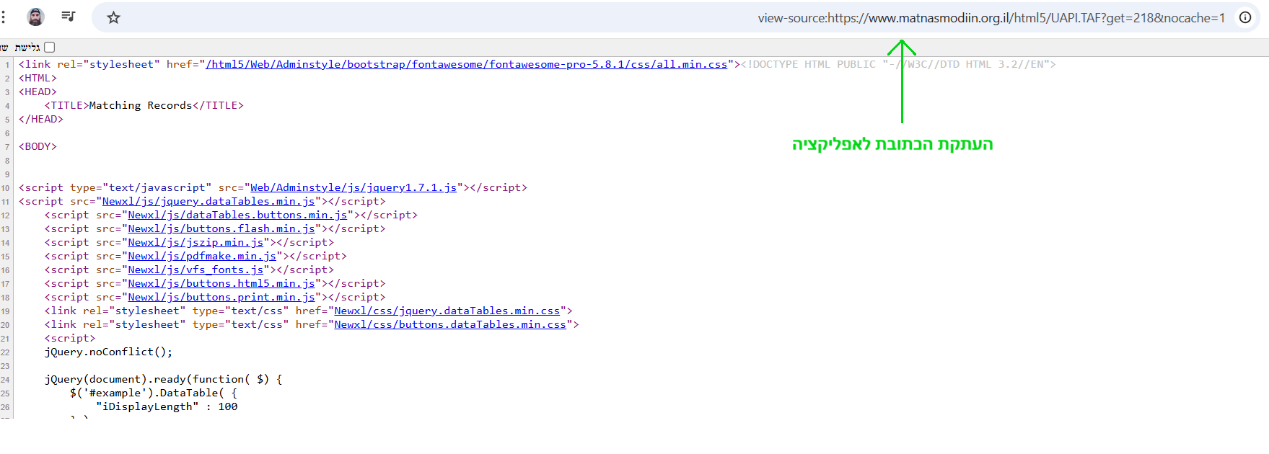 view-source:https://www.matnasmodiin.org.il/html5/UAPI.TAF?get=218&nocache=1
גלישת
1 <link rel="stylesheet" href="/html5/Web/Adminstyle/bootstrap/fontawesome/fontawesome-pro-5.8.1/css/all.min.css"><!DOCTYPE HTML PUBLIC "-//W3C//DTD HTML 3.2//EN">
2 <HTML>
3 <HEAD>
4 <TITLE>Matching Records</TITLE>
5 </HEAD>
6
העתקת הכתובת לאפליקציה
7 <BODY>
8
9
10 <script type="text/javascript" src="Web/Adminstyle/js/jquery1.7.1.js"></script>
11 <script src="Newxl/js/jquery.dataTables.min.js"></script>
12 <script src="Newxl/js/dataTables.buttons.min.js"></script>
13 <script src="Newxl/js/buttons.flash.min.js"></script>
14 <script src="Newxl/js/jszip.min.js"></script>
15 <script src="Newxl/js/pdfmake.min.js"></script>
16 <script src="Newxl/js/vfs_fonts.js"></script>
17 <script src="Newxl/js/buttons.html5.min.js"></script>
18 <script src="Newxl/js/buttons.print.min.js"></script>
19 <link rel="stylesheet" type="text/css" href="Newxl/css/jquery.dataTables.min.css">
20 <link rel="stylesheet" type="text/css" href="Newxl/css/buttons.dataTables.min.css">
21 <script>
22 jQuery.noConflict();
23
24 jQuery(document).ready(function( $) {
25 $('#example').DataTable( {
26 "iDisplayLength" : 100